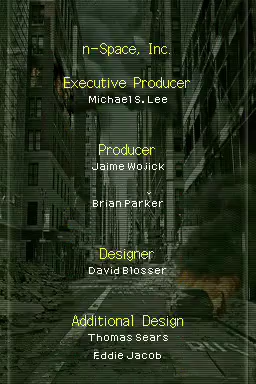 n-Space, Inc.
Executive Producer
Michael S. Lee
Producer
Jaime Wojick
Brian Parker
Designer
David Blosser
Additional Design
Thomas Sears
Eddie Jacob